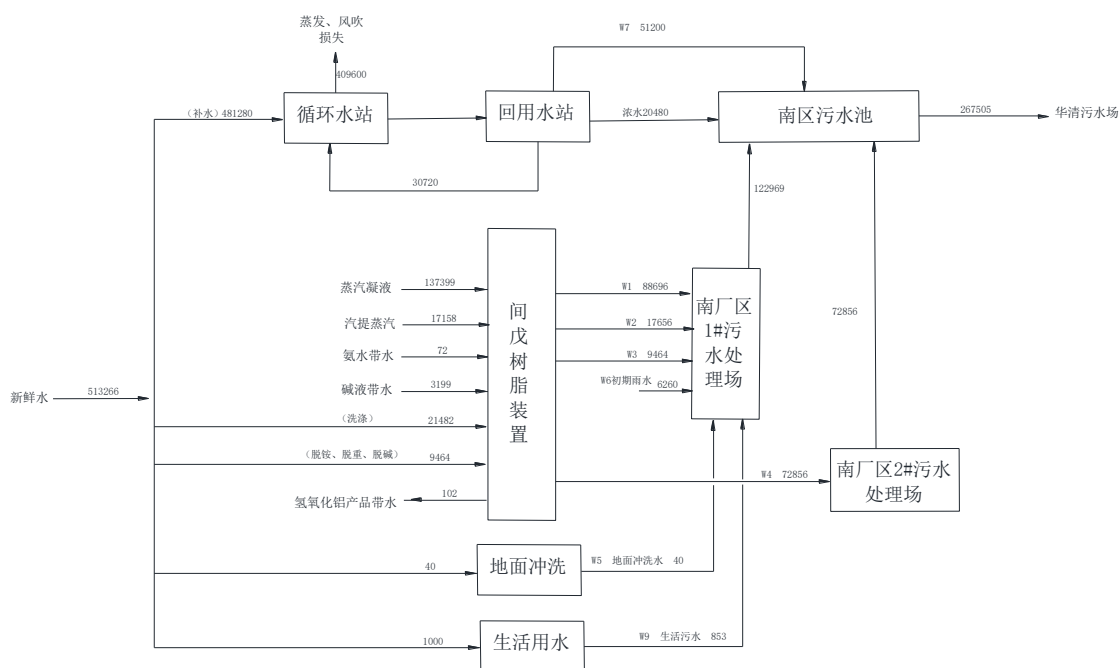 蒸发、风吹
损失
W7 51200
409600
(补水)481280
循环水站
回用水站
浓水20480
南区污水池
267505
华清污水场
30720
122969
蒸汽凝液
137399
间戊树脂装置
W1 88696
南厂区
1#污
水处
理场
72856
汽提蒸汽
17158
W2 17656
氨水带水
72
W3 9464
W6初期雨水
6260
碱液带水
3199
新鲜水
513266
(洗涤)
21482
(脱铵、脱重、脱碱)
9464
W4 72856
南厂区2#污水
处理场
氢氧化铝产品带水
102
40
地面冲洗
W5 地面冲洗水 40
1000
生活用水
W9 生活污水 853